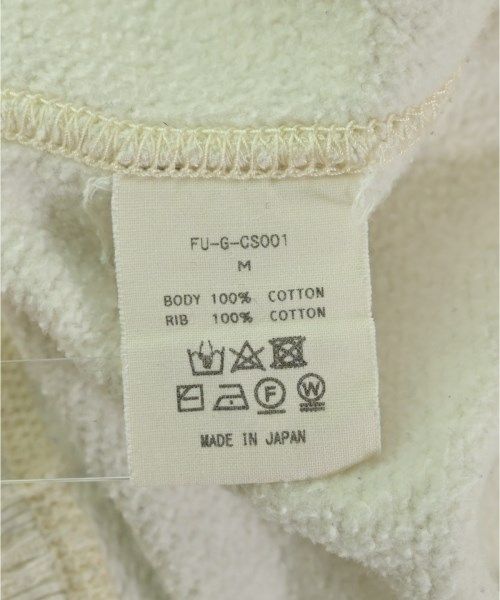 FU-G-CS001
M
BODY 100% COTTON
RIB 100% COTTON
F W
MADE IN JAPAN